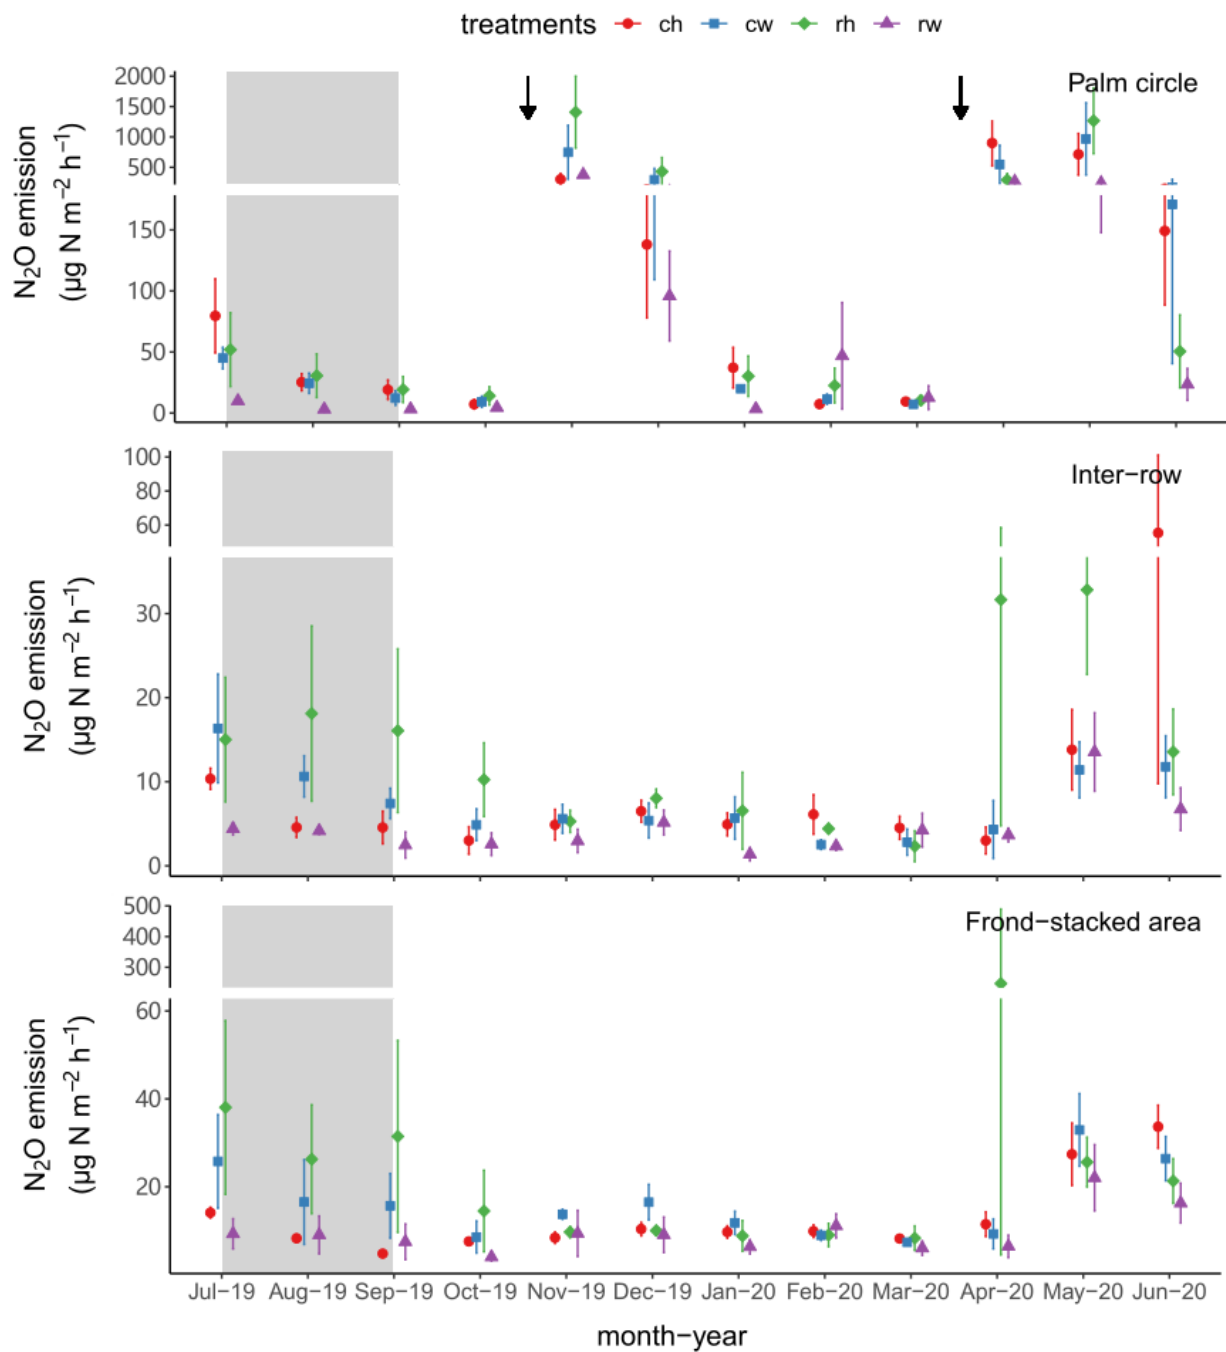 treatments ch cw rh rw
Palm circle
N₂O emission
(µg N m⁻² h⁻¹)
2000
1500
1000
500
150
100
50
0
Inter−row
N₂O emission
(µg N m⁻² h⁻¹)
100
80
60
30
20
10
0
Frond−stacked area
N₂O emission
(µg N m⁻² h⁻¹)
500
400
300
60
40
20
Jul−19 Aug−19 Sep−19 Oct−19 Nov−19 Dec−19 Jan−20 Feb−20 Mar−20 Apr−20 May−20 Jun−20
month−year